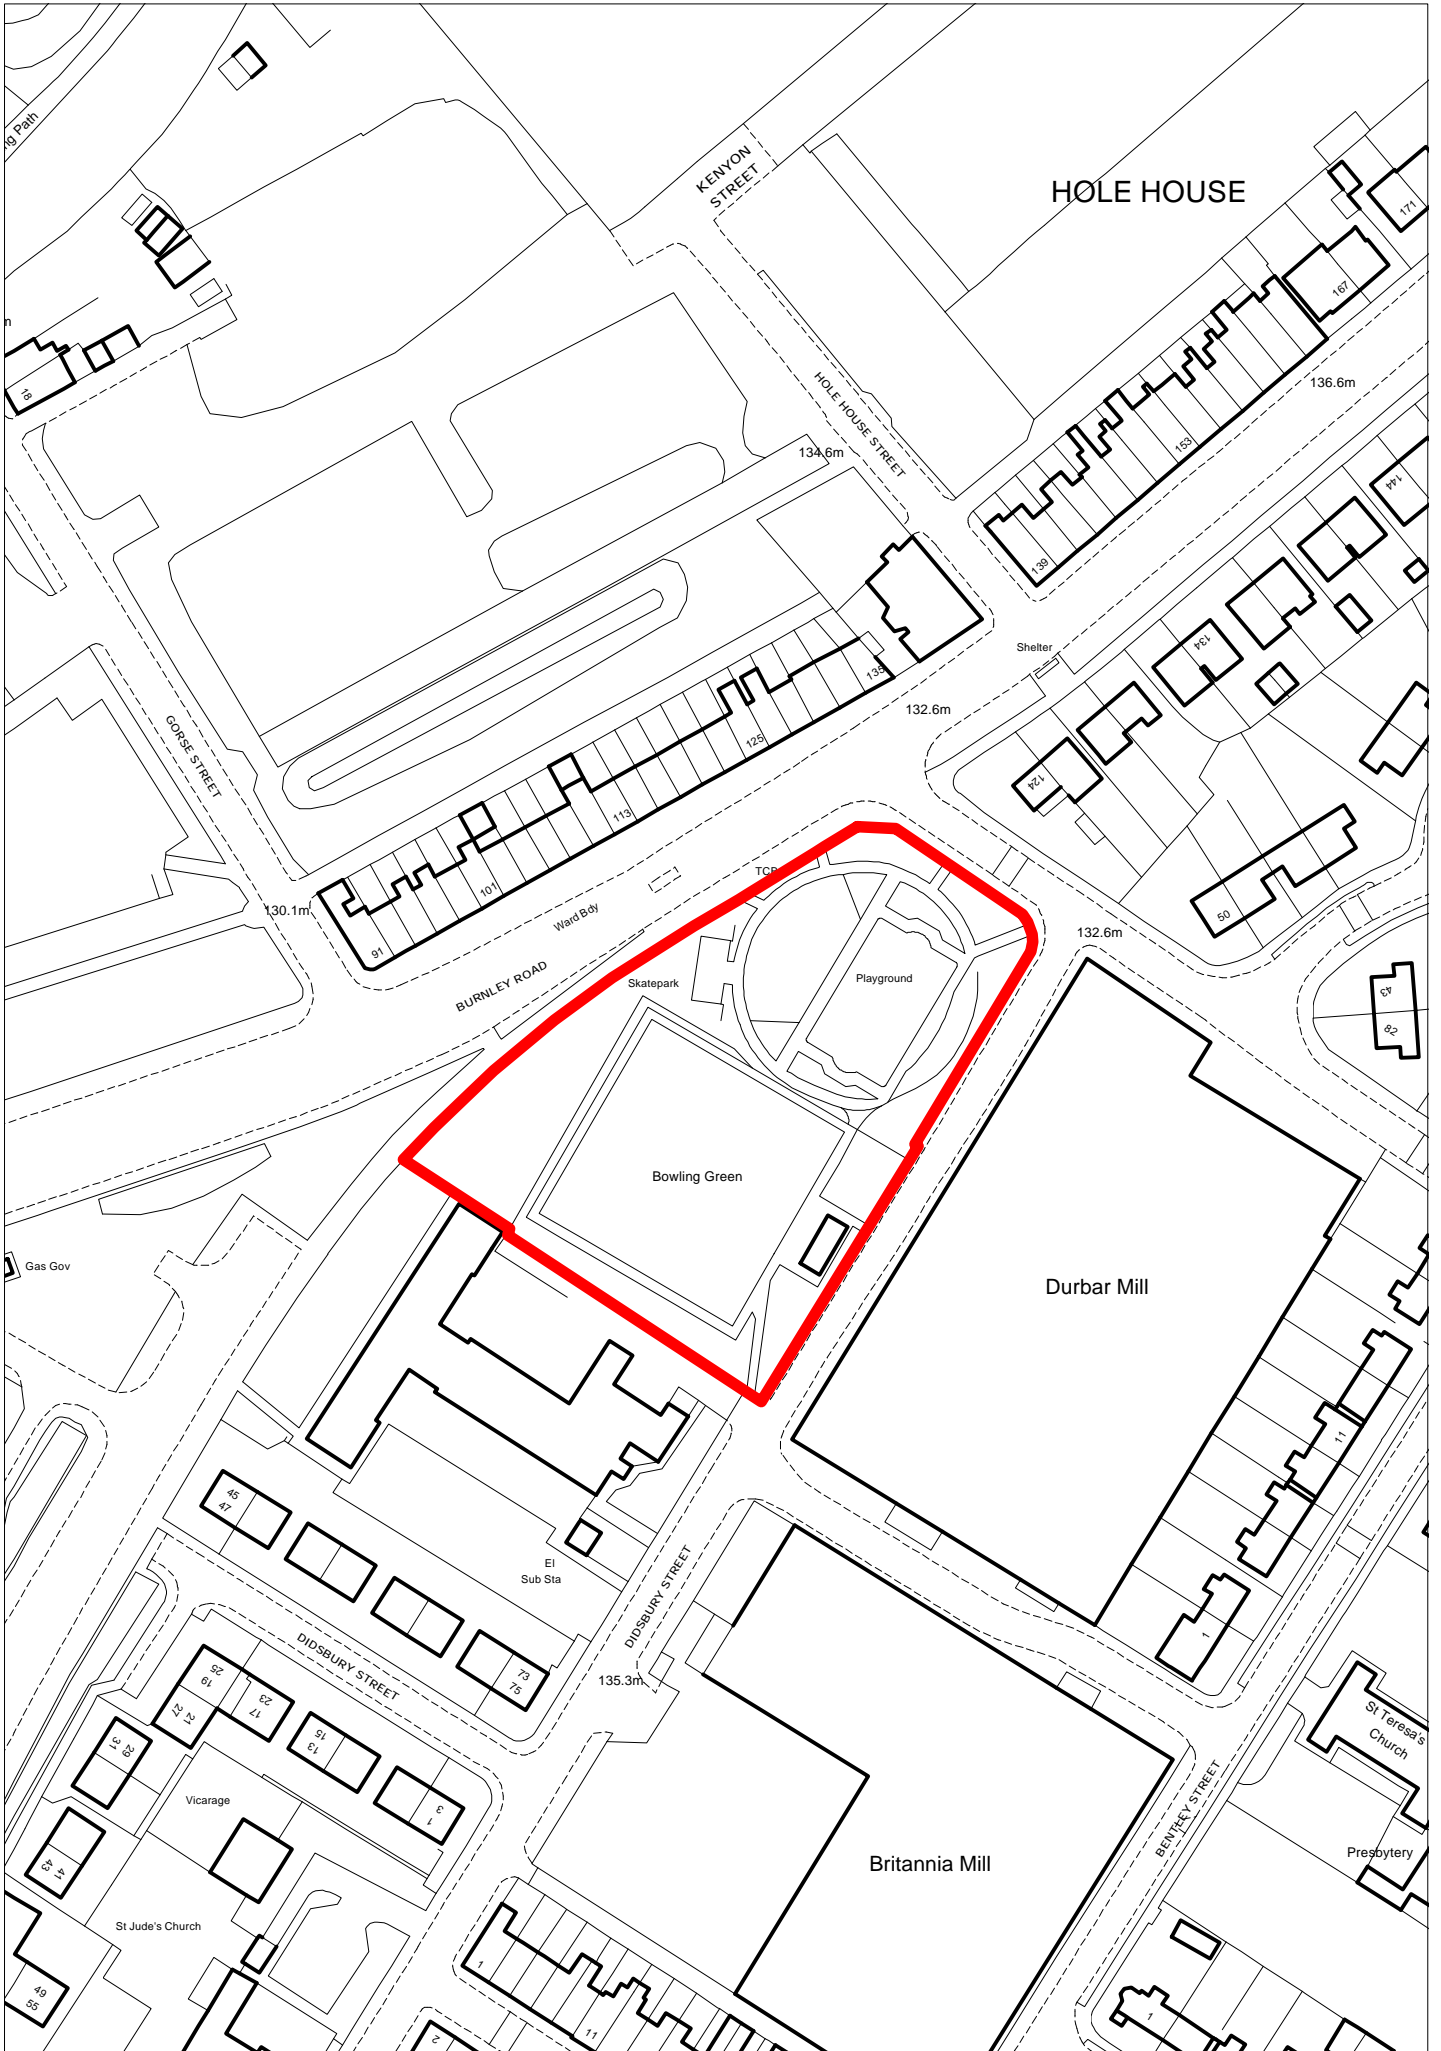 KENYON
STREET
HOLE HOUSE
171
167
136.6m
18
HOLE HOUSE STREET
134.6m
153
144
139
134
Shelter
135
132.6m
125
124
GORSE STREET
113
101
TCB
50
130.1m
91
Ward Bdy
132.6m
BURNLEY ROAD
Skatepark
Playground
43
82
Bowling Green
Gas Gov
Durbar Mill
11
45
47
El
Sub Sta
DIDSBURY STREET
1
DIDSBURY STREET
73
75
135.3m
25
19
23
17
21
27
15
13
29
31
St Teresa's
Church
Vicarage
3
1
BENTLEY STREET
41
43
Britannia Mill
Presbytery
St Jude's Church
49
55
1
11
1
2